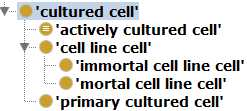 'cultured cell'
'actively cultured cell'
'cell line cell'
'immortal cell line cell'
'mortal cell line cell'
'primary cultured cell'